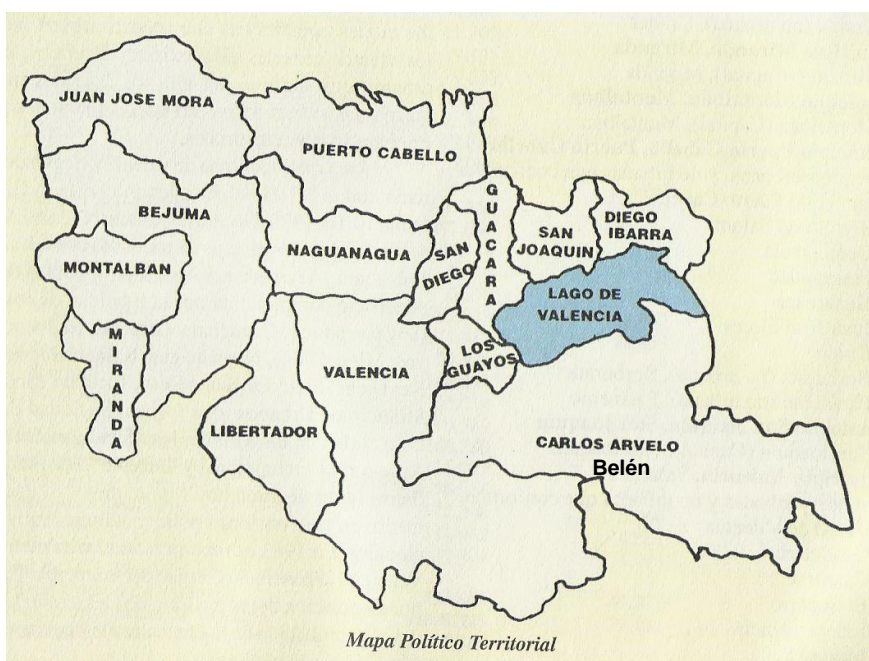 JUAN JOSE MORA
PUERTO CABELLO
BEJUMA
MONTALBAN
MIRANDA
NAGUANAGUA
SAN
DIEGO
GUACARA
SAN
JOAQUIN
DIEGO
IBARRA
LAGO DE
VALENCIA
LOS
GUAYOS
VALENCIA
LIBERTADOR
CARLOS ARVELO
Belén
Mapa Político Territorial